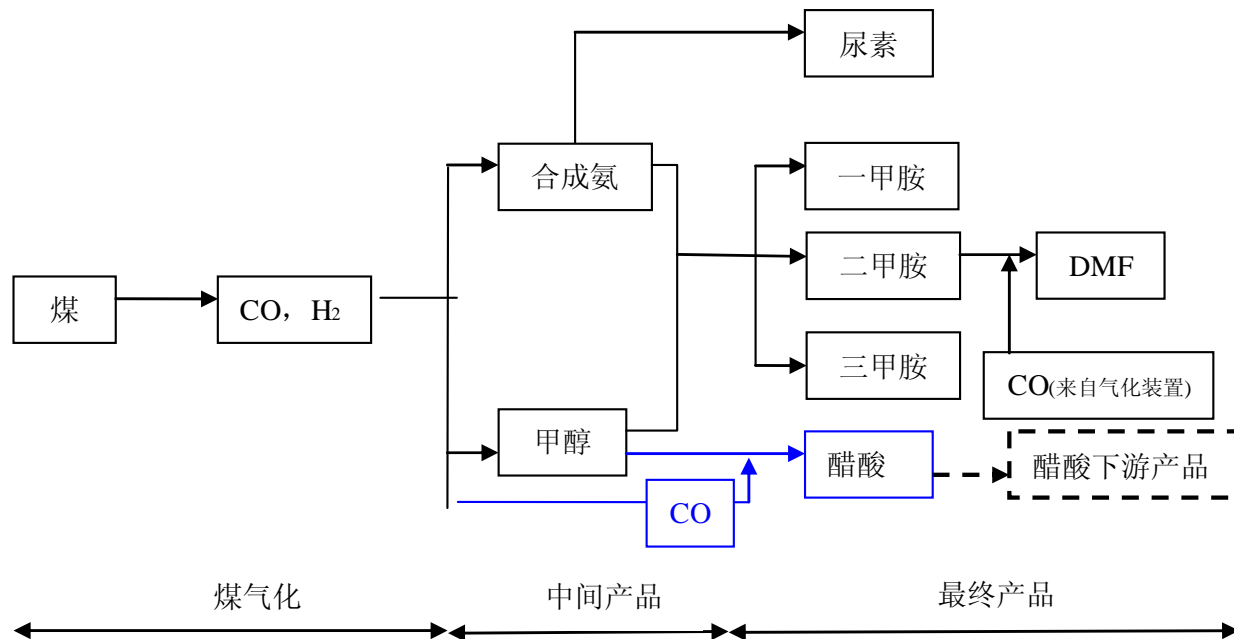 尿素
合成氨
一甲胺
二甲胺
DMF
煤
CO，H2
三甲胺
CO(来自气化装置)
甲醇
醋酸
醋酸下游产品
CO
煤气化
中间产品
最终产品